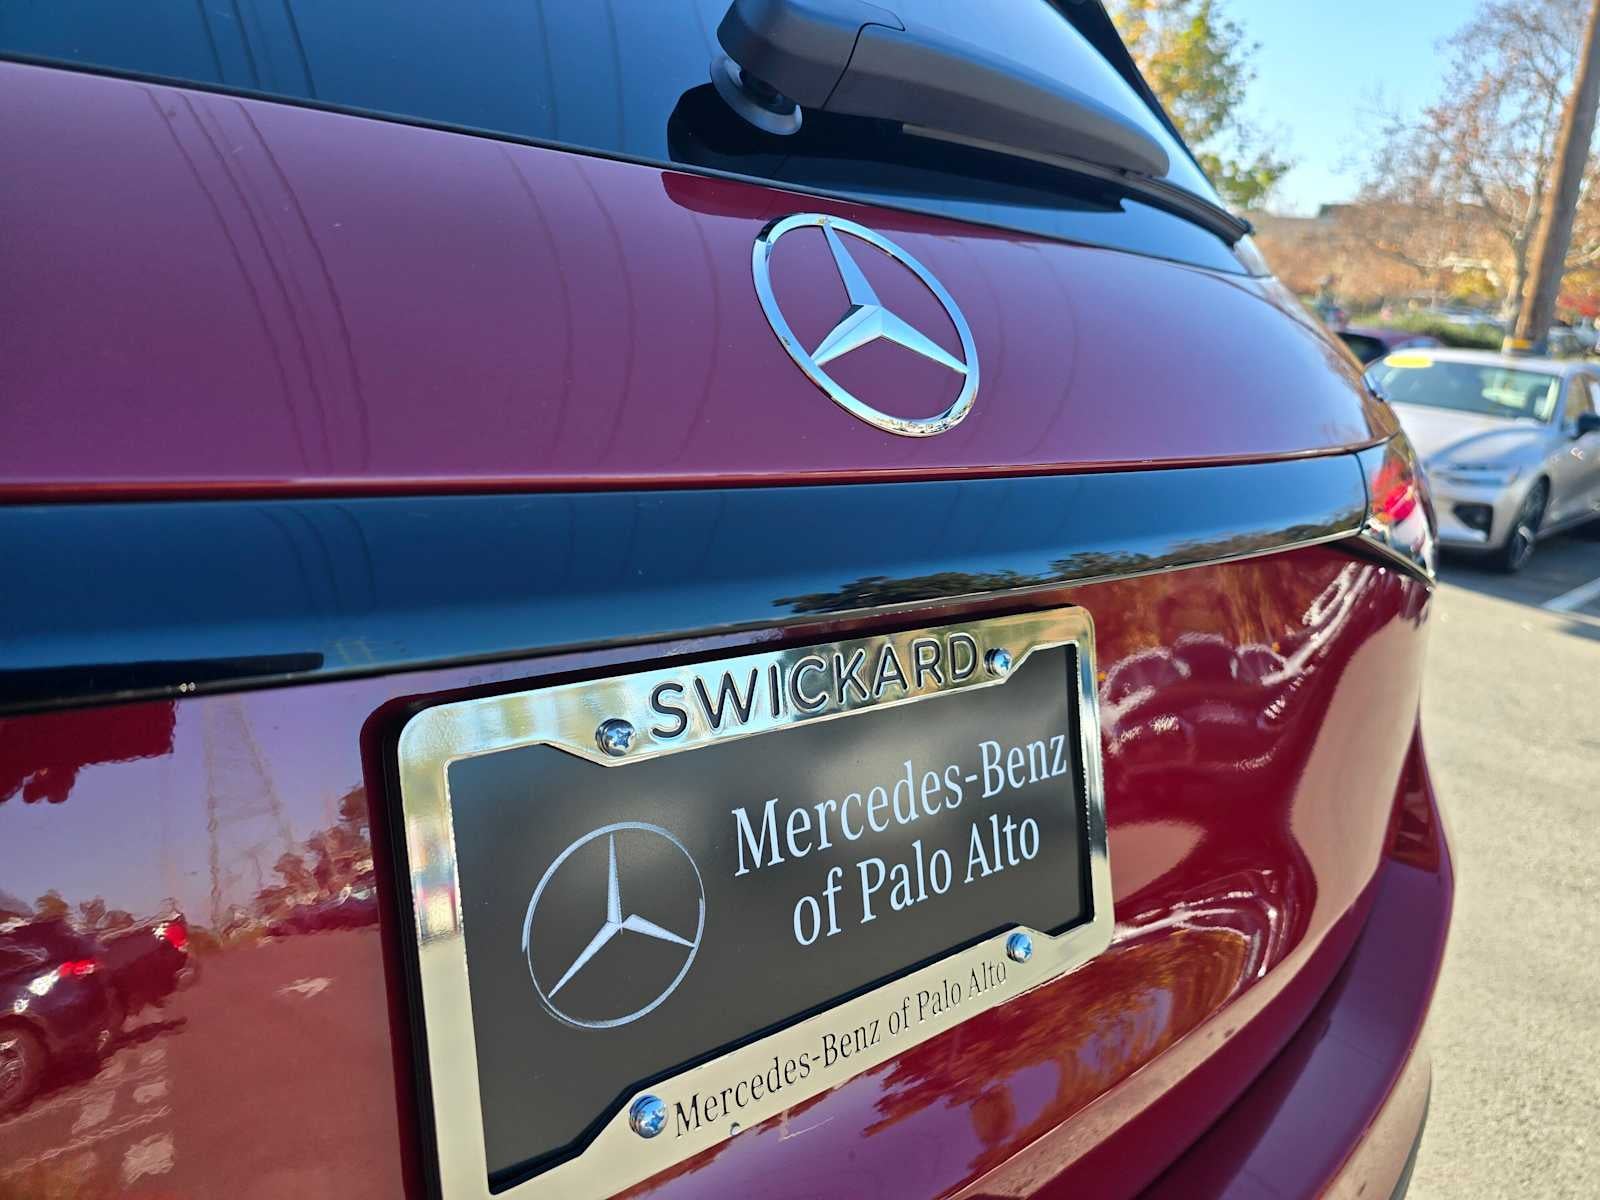 SWICKARD
Mercedes-Benz
of Palo Alto
Mercedes-Benz of Palo Alto